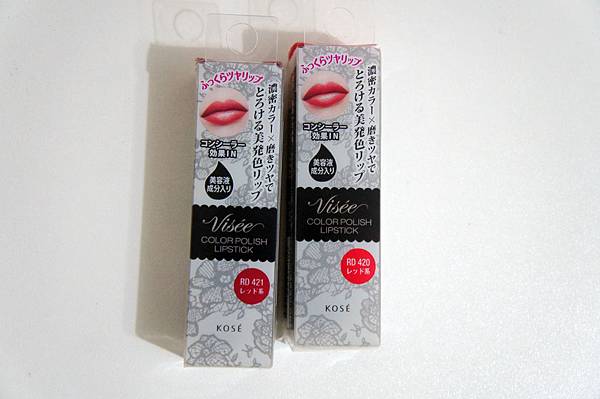 ふっくらツヤリップ
濃密カラー×磨きツヤで
とろける美発色リップ
コンシーラー
効果IN
美容液
成分入り
Visée
COLOR POLISH
LIPSTICK
RD 421
レッド系
KOSÉ
ふっくらツヤリップ
濃密カラー×磨きツヤで
とろける美発色リップ
コンシーラー
効果IN
美容液
成分入り
Visée
COLOR POLISH
LIPSTICK
RD 420
レッド系
KOSÉ